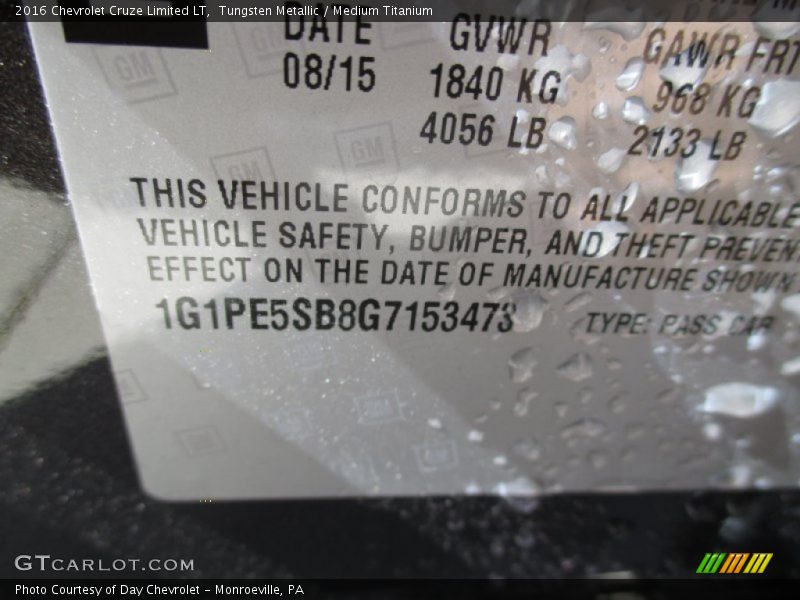 2016 Chevrolet Cruze Limited LT, Tungsten Metallic / Medium Titanium
DATE GVWR GAWR FRT
08/15 1840 KG 968 KG
4056 LB 2133 LB
THIS VEHICLE CONFORMS TO ALL APPLICABLE
VEHICLE SAFETY, BUMPER, AND THEFT PREVEN
EFFECT ON THE DATE OF MANUFACTURE SHOWN
1G1PE5SB8G7153473 TYPE: PASS CAR
GTCARLOT.COM
Photo Courtesy of Day Chevrolet - Monroeville, PA